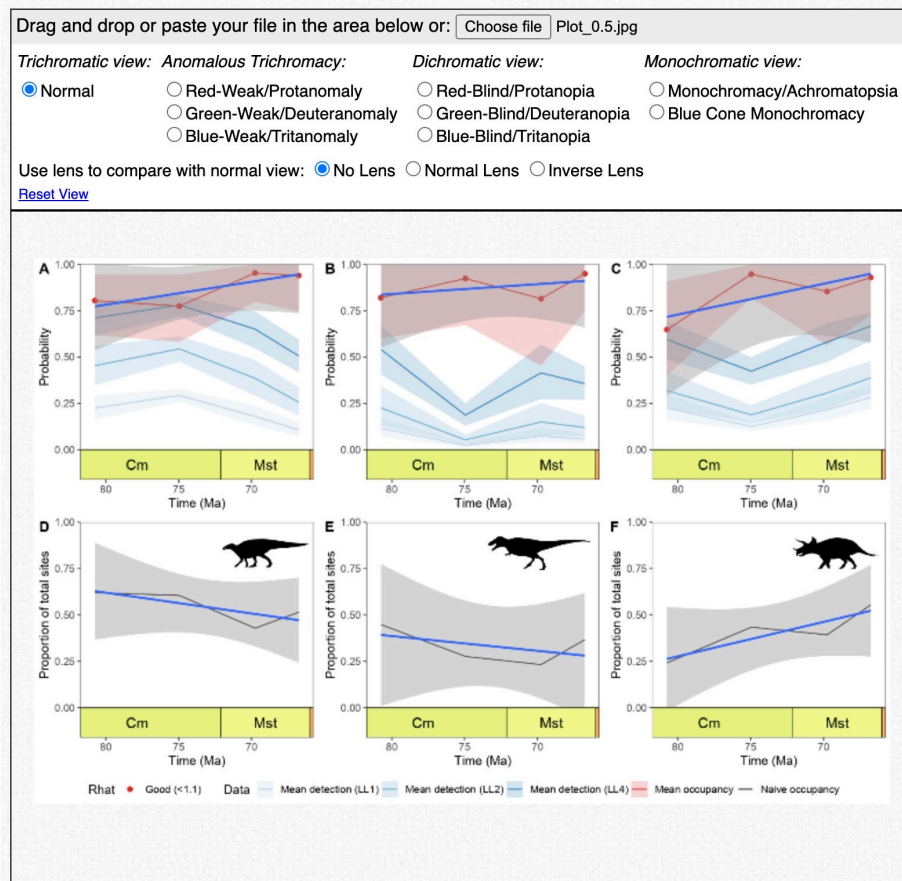 Drag and drop or paste your file in the area below or: Choose file Plot_0.5.jpg
Trichromatic view: Anomalous Trichromacy: Dichromatic view: Monochromatic view:
Normal Red-Weak/Protanomaly Red-Blind/Protanopia Monochromacy/Achromatopsia
Green-Weak/Deuteranomaly Green-Blind/Deuteranopia Blue Cone Monochromacy
Blue-Weak/Tritanomaly Blue-Blind/Tritanopia
Use lens to compare with normal view: No Lens Normal Lens Inverse Lens
Reset View
A B C
1.00 1.00 1.00
0.75 0.75 0.75
0.50 0.50 0.50
0.25 0.25 0.25
0.00 0.00 0.00
Probability Probability Probability
Cm Mst Cm Mst Cm Mst
80 75 70 80 75 70 80 75 70
Time (Ma) Time (Ma) Time (Ma)
D E F
1.00 1.00 1.00
0.75 0.75 0.75
0.50 0.50 0.50
0.25 0.25 0.25
0.00 0.00 0.00
Proportion of total sites Proportion of total sites Proportion of total sites
Cm Mst Cm Mst Cm Mst
80 75 70 80 75 70 80 75 70
Time (Ma) Time (Ma) Time (Ma)
Rhat Good (<1.1) Data Mean detection (LL1) Mean detection (LL2) Mean detection (LL4) Mean occupancy Naive occupancy